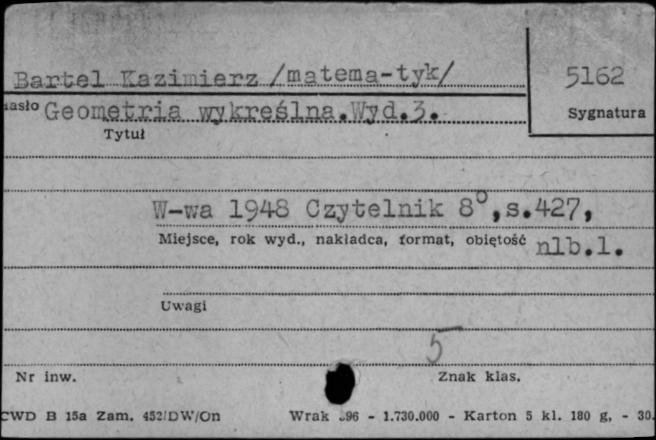 Bartel Kazimierz /matema-tyk/
5162
Sygnatura
Geometria wykreślna.Wyd.3.
Tytuł
W-wa 1948 Czytelnik 8°,s.427,
Miejsce, rok wyd., nakładca, format, obiętość
nlb.1.
Uwagi
5
Nr inw.
Znak klas.
CWD B 15a Zam. 452/DW/On
Wrak 96 - 1.730.000 - Karton 5 kl. 180 g, - 30.